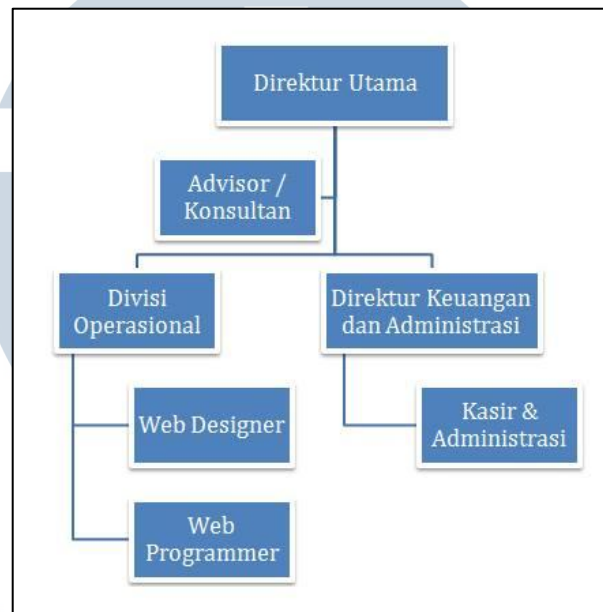 Direktur Utama
Advisor /
Konsultan
Divisi
Operasional
Direktur Keuangan
dan Administrasi
Web Designer
Kasir &
Administrasi
Web
Programmer